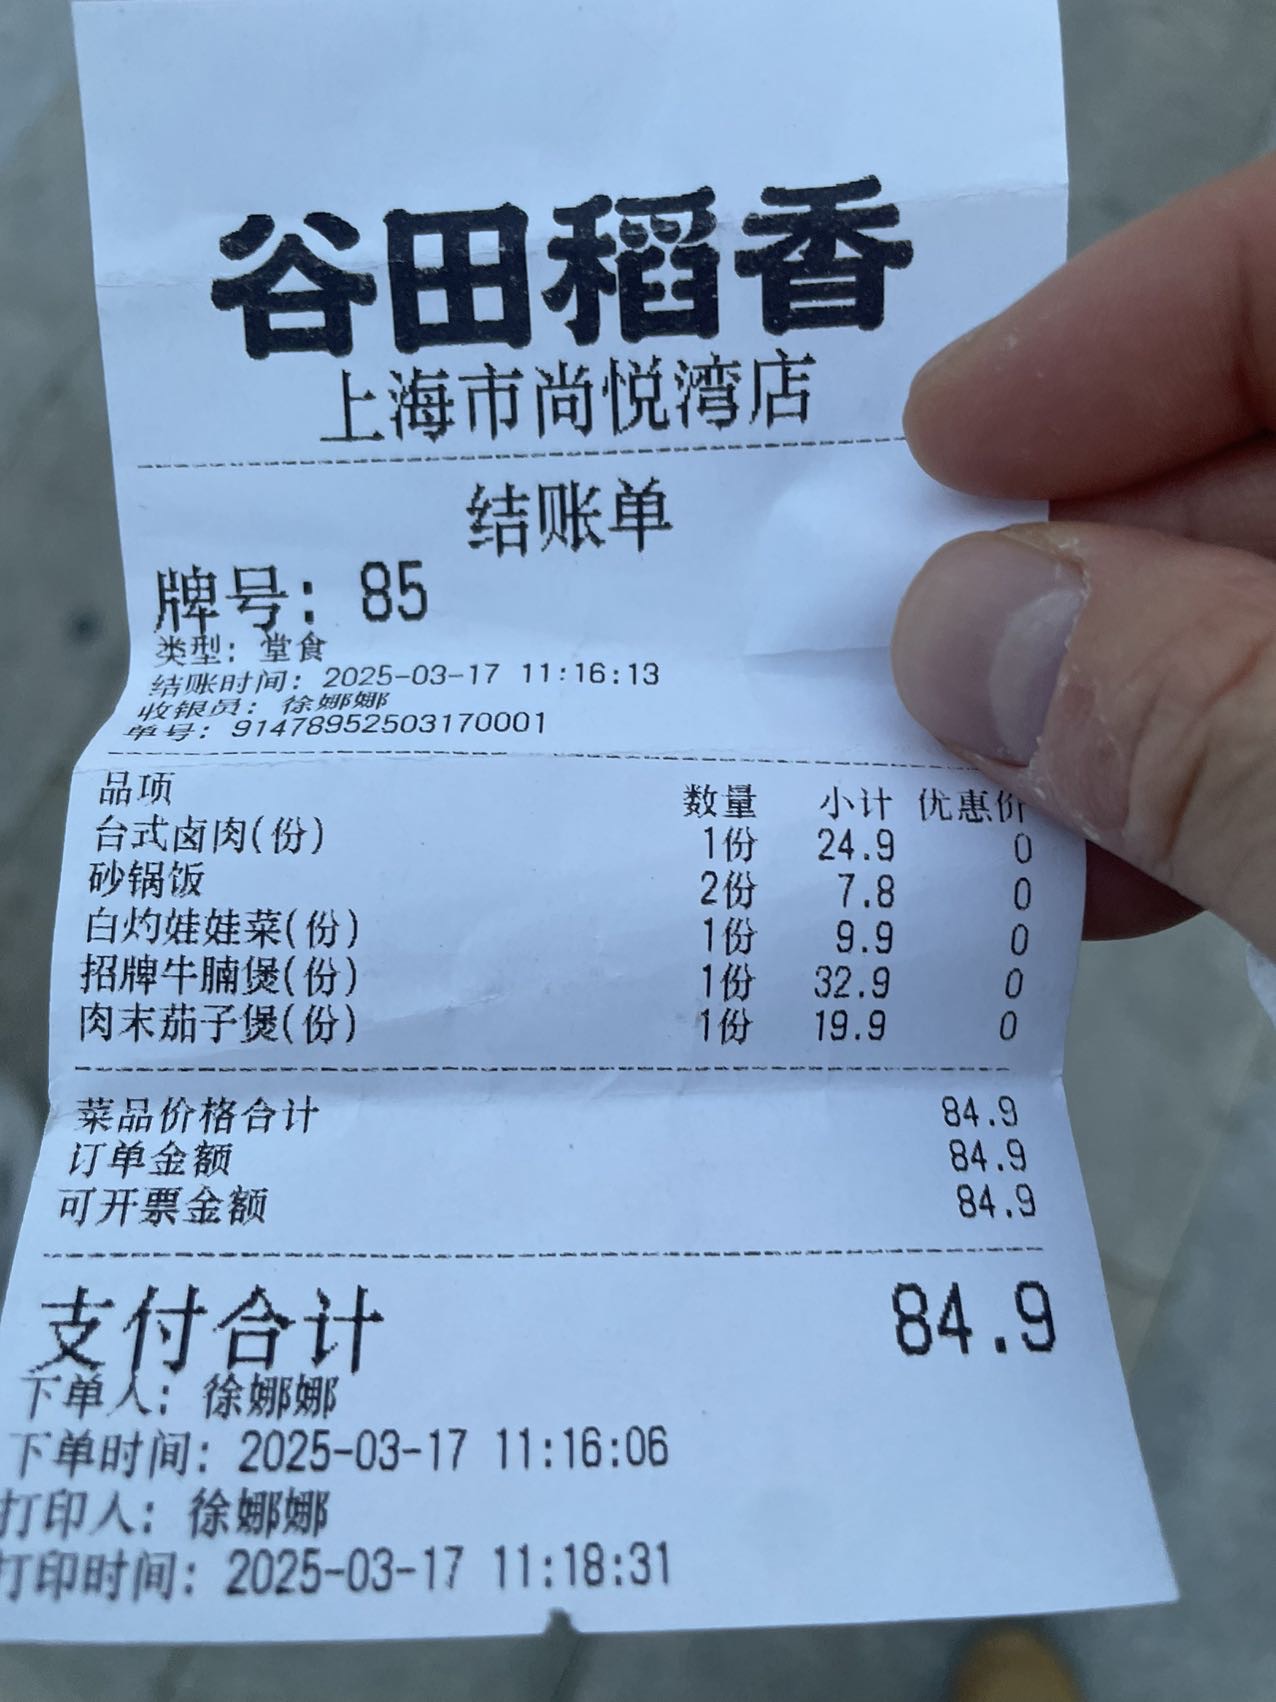 谷田稻香
上海市尚悦湾店
结账单
牌号: 85
类型: 堂食
结账时间: 2025-03-17 11:16:13
收银员: 徐娜娜
单号: 91478952503170001
品项 数量 小计 优惠价
台式卤肉(份) 1份 24.9 0
砂锅饭 2份 7.8 0
白灼娃娃菜(份) 1份 9.9 0
招牌牛腩煲(份) 1份 32.9 0
肉末茄子煲(份) 1份 19.9 0
菜品价格合计 84.9
订单金额 84.9
可开票金额 84.9
支付合计 84.9
下单人: 徐娜娜
下单时间: 2025-03-17 11:16:06
打印人: 徐娜娜
打印时间: 2025-03-17 11:18:31